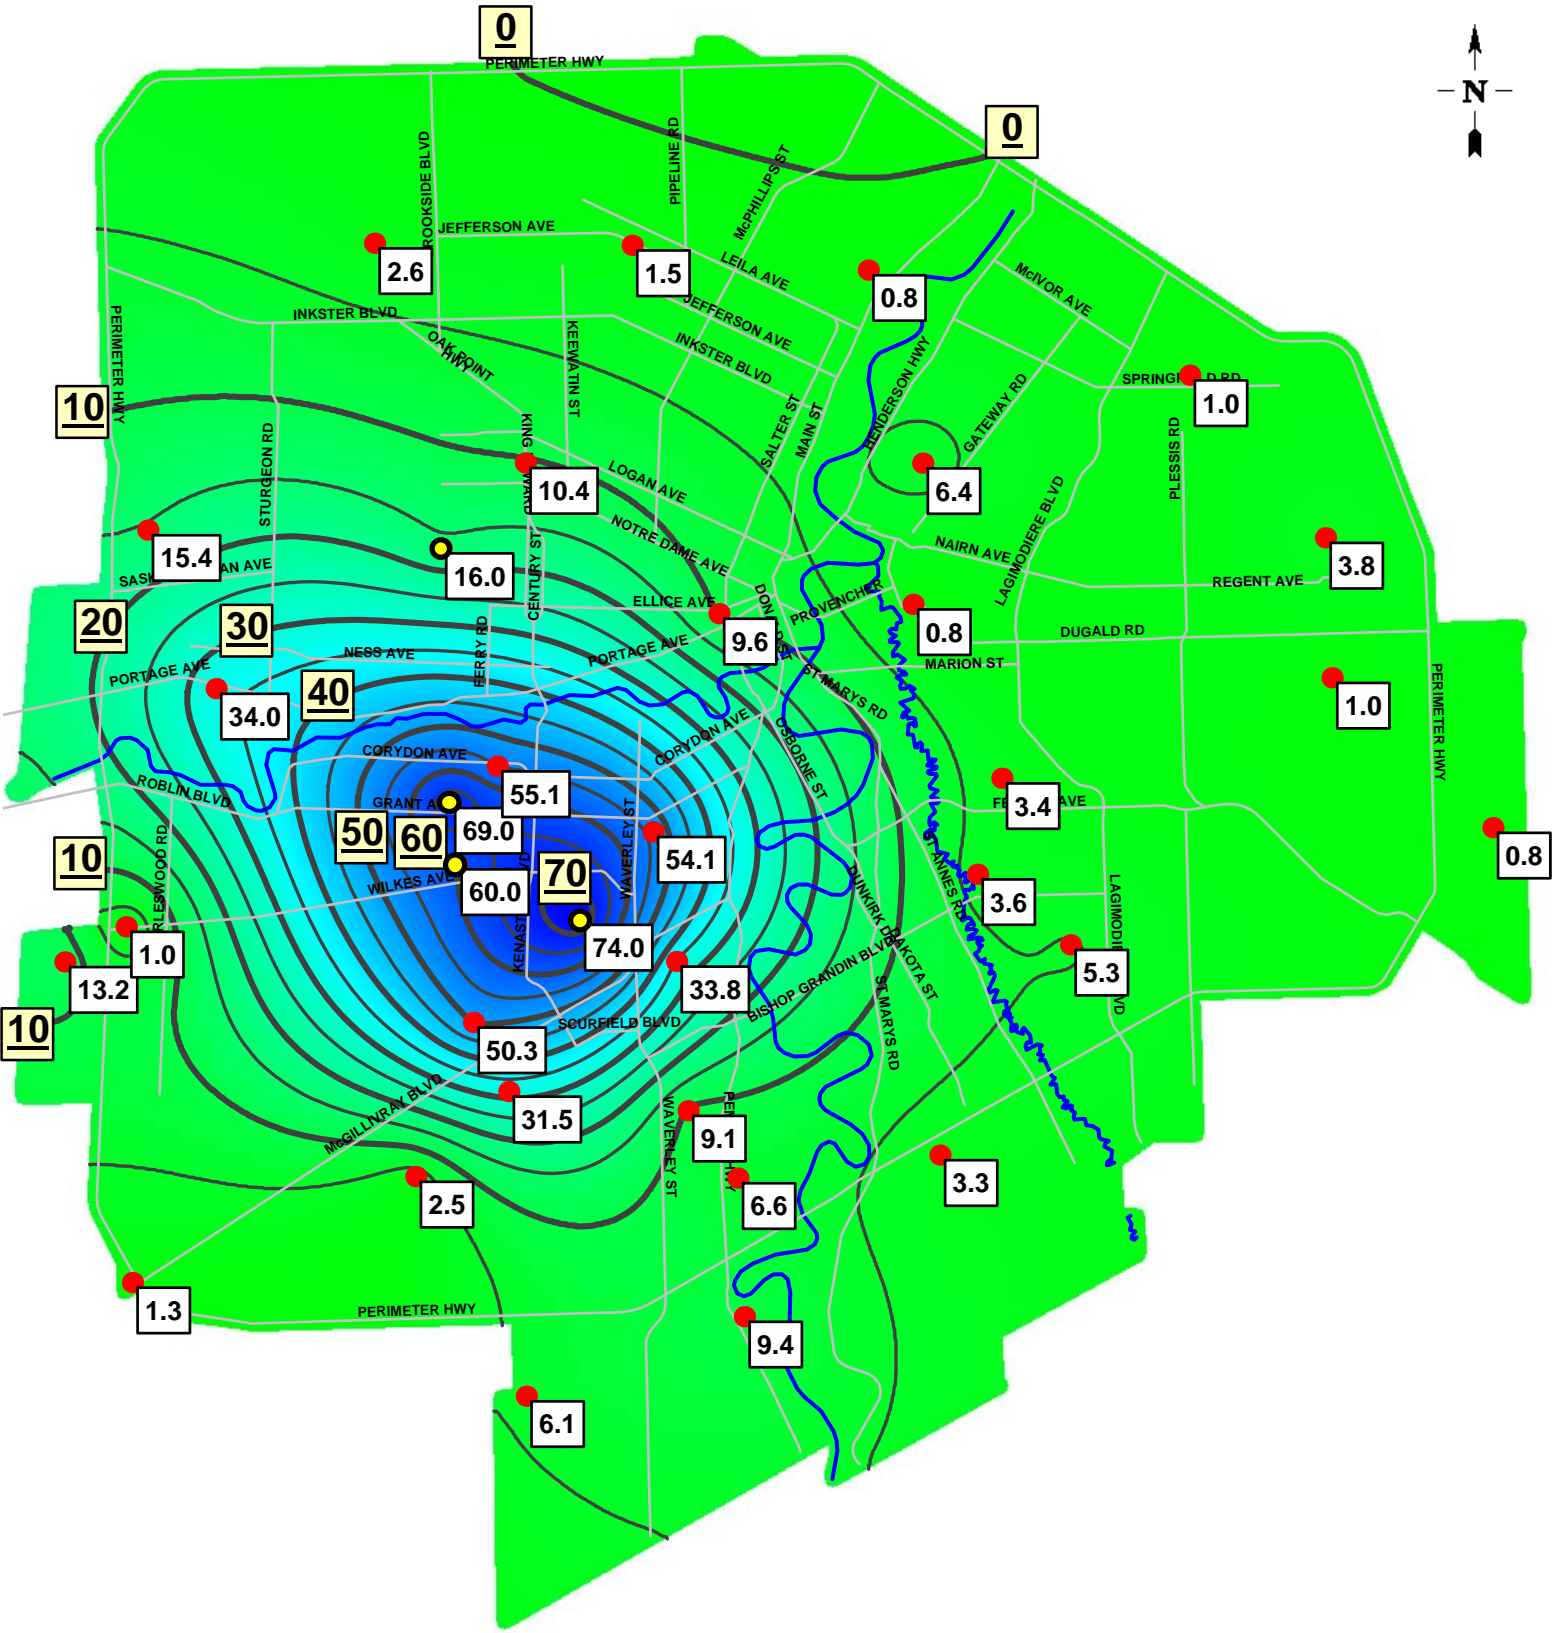 0
PERIMETER HWY
N
0
ROOKSIDE BLVD
PIPELINE RD
McPHILLIPS ST
JEFFERSON AVE
2.6
1.5
LEILA AVE
0.8
McIVOR AVE
JEFFERSON AVE
INKSTER BLVD
PERIMETER HWY
OAK POINT
HWY
KEEWATIN ST
INKSTER BLVD
HENDERSON HWY
GATEWAY RD
1.0
10
SALTER ST
MAIN ST
STURGEON RD
KING
WARD
10.4
LOGAN AVE
6.4
PLESSIS RD
LAGIMODIERE BLVD
15.4
16.0
CENTURY ST
NOTRE DAME AVE
NAIRN AVE
3.8
REGENT AVE
20
30
ELLICE AVE
9.6
PROVENCHER
0.8
DUGALD RD
MARION ST
PORTAGE AVE
NESS AVE
FERRY RD
PORTAGE AVE
ST MARYS RD
34.0
40
1.0
PERIMETER HWY
CORYDON AVE
CORYDON AVE
OSBORNE ST
ROBLIN BLVD
55.1
3.4
AVE
50
60
69.0
WAVERLEY ST
54.1
0.8
10
WILKES AVE
60.0
70
DUNKIRK DR
ST ANNES RD
3.6
RLESWOOD RD
1.0
KENAST
74.0
DAKOTA ST
13.2
33.8
BISHOP GRANDIN BLVD
5.3
10
50.3
SCURFIELD BLVD
ST MARYS RD
McGILLIVRAY BLVD
31.5
WAVERLEY ST
9.1
2.5
6.6
3.3
1.3
PERIMETER HWY
9.4
6.1